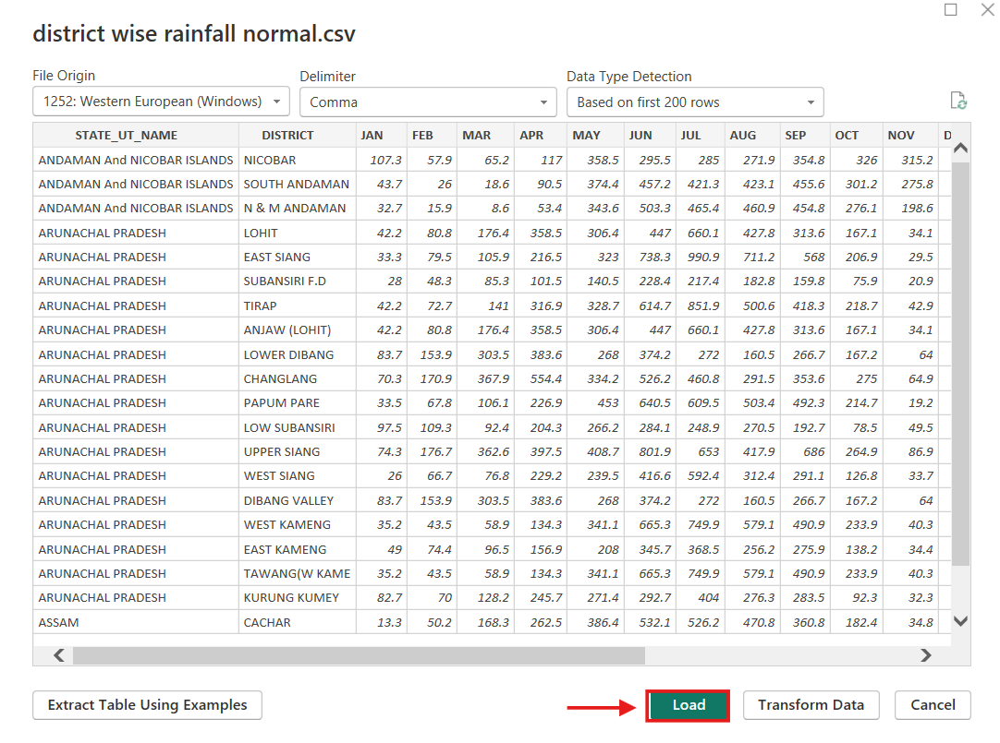 district wise rainfall normal.csv
File Origin Delimiter Data Type Detection
1252: Western European (Windows) Comma Based on first 200 rows
STATE_UT_NAME DISTRICT JAN FEB MAR APR MAY JUN JUL AUG SEP OCT NOV D
ANDAMAN And NICOBAR ISLANDS NICOBAR 107.3 57.9 65.2 117 358.5 295.5 285 271.9 354.8 326 315.2
ANDAMAN And NICOBAR ISLANDS SOUTH ANDAMAN 43.7 26 18.6 90.5 374.4 457.2 421.3 423.1 455.6 301.2 275.8
ANDAMAN And NICOBAR ISLANDS N & M ANDAMAN 32.7 15.9 8.6 53.4 343.6 503.3 465.4 460.9 454.8 276.1 198.6
ARUNACHAL PRADESH LOHIT 42.2 80.8 176.4 358.5 306.4 447 660.1 427.8 313.6 167.1 34.1
ARUNACHAL PRADESH EAST SIANG 33.3 79.5 105.9 216.5 323 738.3 990.9 711.2 568 206.9 29.5
ARUNACHAL PRADESH SUBANSIRI F.D 28 48.3 85.3 101.5 140.5 228.4 217.4 182.8 159.8 75.9 20.9
ARUNACHAL PRADESH TIRAP 42.2 72.7 141 316.9 328.7 614.7 851.9 500.6 418.3 218.7 42.9
ARUNACHAL PRADESH ANJAW (LOHIT) 42.2 80.8 176.4 358.5 306.4 447 660.1 427.8 313.6 167.1 34.1
ARUNACHAL PRADESH LOWER DIBANG 83.7 153.9 303.5 383.6 268 374.2 272 160.5 266.7 167.2 64
ARUNACHAL PRADESH CHANGLANG 70.3 170.9 367.9 554.4 334.2 526.2 460.8 291.5 353.6 275 64.9
ARUNACHAL PRADESH PAPUM PARE 33.5 67.8 106.1 226.9 453 640.5 609.5 503.4 492.3 214.7 19.2
ARUNACHAL PRADESH LOW SUBANSIRI 97.5 109.3 92.4 204.3 266.2 284.1 248.9 270.5 192.7 78.5 49.5
ARUNACHAL PRADESH UPPER SIANG 74.3 176.7 362.6 397.5 408.7 801.9 653 417.9 686 264.9 86.9
ARUNACHAL PRADESH WEST SIANG 26 66.7 76.8 229.2 239.5 416.6 592.4 312.4 291.1 126.8 33.7
ARUNACHAL PRADESH DIBANG VALLEY 83.7 153.9 303.5 383.6 268 374.2 272 160.5 266.7 167.2 64
ARUNACHAL PRADESH WEST KAMENG 35.2 43.5 58.9 134.3 341.1 665.3 749.9 579.1 490.9 233.9 40.3
ARUNACHAL PRADESH EAST KAMENG 49 74.4 96.5 156.9 208 345.7 368.5 256.2 275.9 138.2 34.4
ARUNACHAL PRADESH TAWANG(W KAME 35.2 43.5 58.9 134.3 341.1 665.3 749.9 579.1 490.9 233.9 40.3
ARUNACHAL PRADESH KURUNG KUMEY 82.7 70 128.2 245.7 271.4 292.7 404 276.3 283.5 92.3 32.3
ASSAM CACHAR 13.3 50.2 168.3 262.5 386.4 532.1 526.2 470.8 360.8 182.4 34.8
Extract Table Using Examples Load Transform Data Cancel